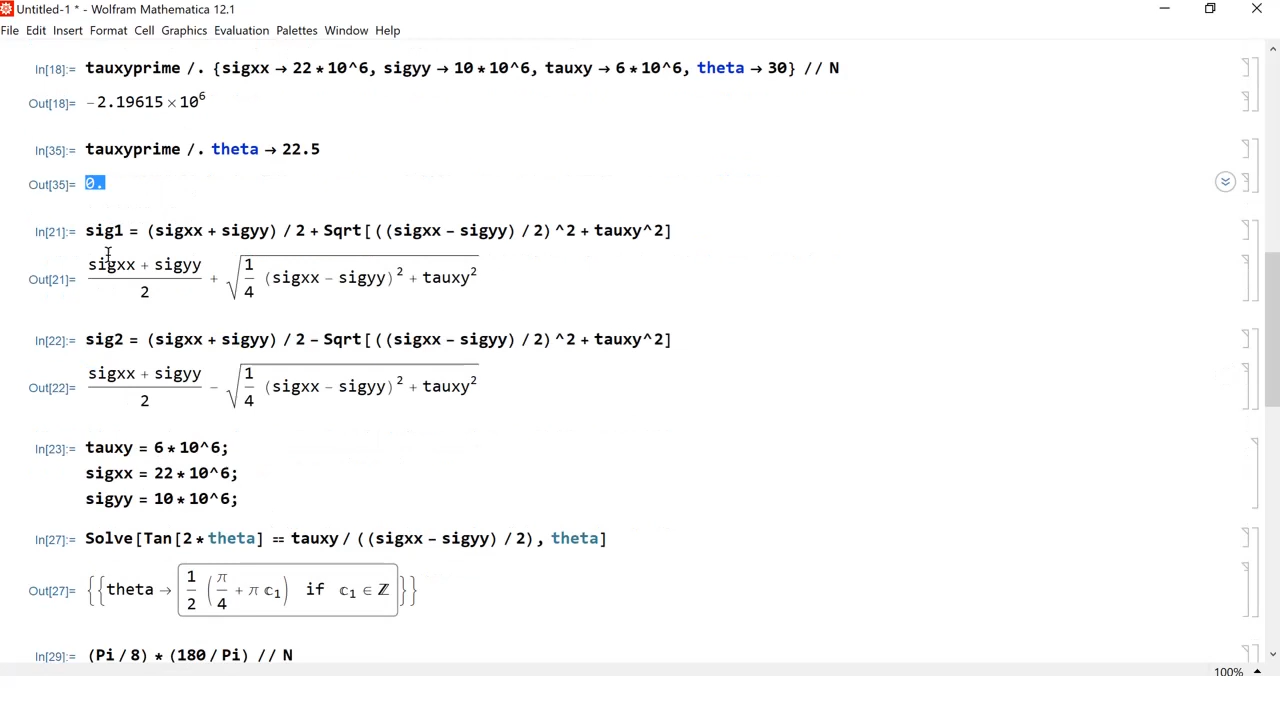 Untitled-1 * - Wolfram Mathematica 12.1
File Edit Insert Format Cell Graphics Evaluation Palettes Window Help
In[18]:= tauxyprime /. {sigxx → 22*10^6, sigyy → 10*10^6, tauxy → 6*10^6, theta → 30} // N
Out[18]= -2.19615 × 10^6
In[35]:= tauxyprime /. theta → 22.5
Out[35]= 0.
In[21]:= sig1 = (sigxx + sigyy) / 2 + Sqrt[((sigxx - sigyy) / 2) ^2 + tauxy^2]
Out[21]= (sigxx + sigyy)/2 + √(1/4 (sigxx - sigyy)^2 + tauxy^2)
In[22]:= sig2 = (sigxx + sigyy) / 2 - Sqrt[((sigxx - sigyy) / 2) ^2 + tauxy^2]
Out[22]= (sigxx + sigyy)/2 - √(1/4 (sigxx - sigyy)^2 + tauxy^2)
In[23]:= tauxy = 6*10^6;
sigxx = 22*10^6;
sigyy = 10*10^6;
In[27]:= Solve[Tan[2*theta] == tauxy / ((sigxx - sigyy) / 2), theta]
Out[27]= {{theta → 1/2 (π/4 + π c₁) if c₁ ∈ ℤ}}
In[29]:= (Pi / 8) * (180 / Pi) // N
100%